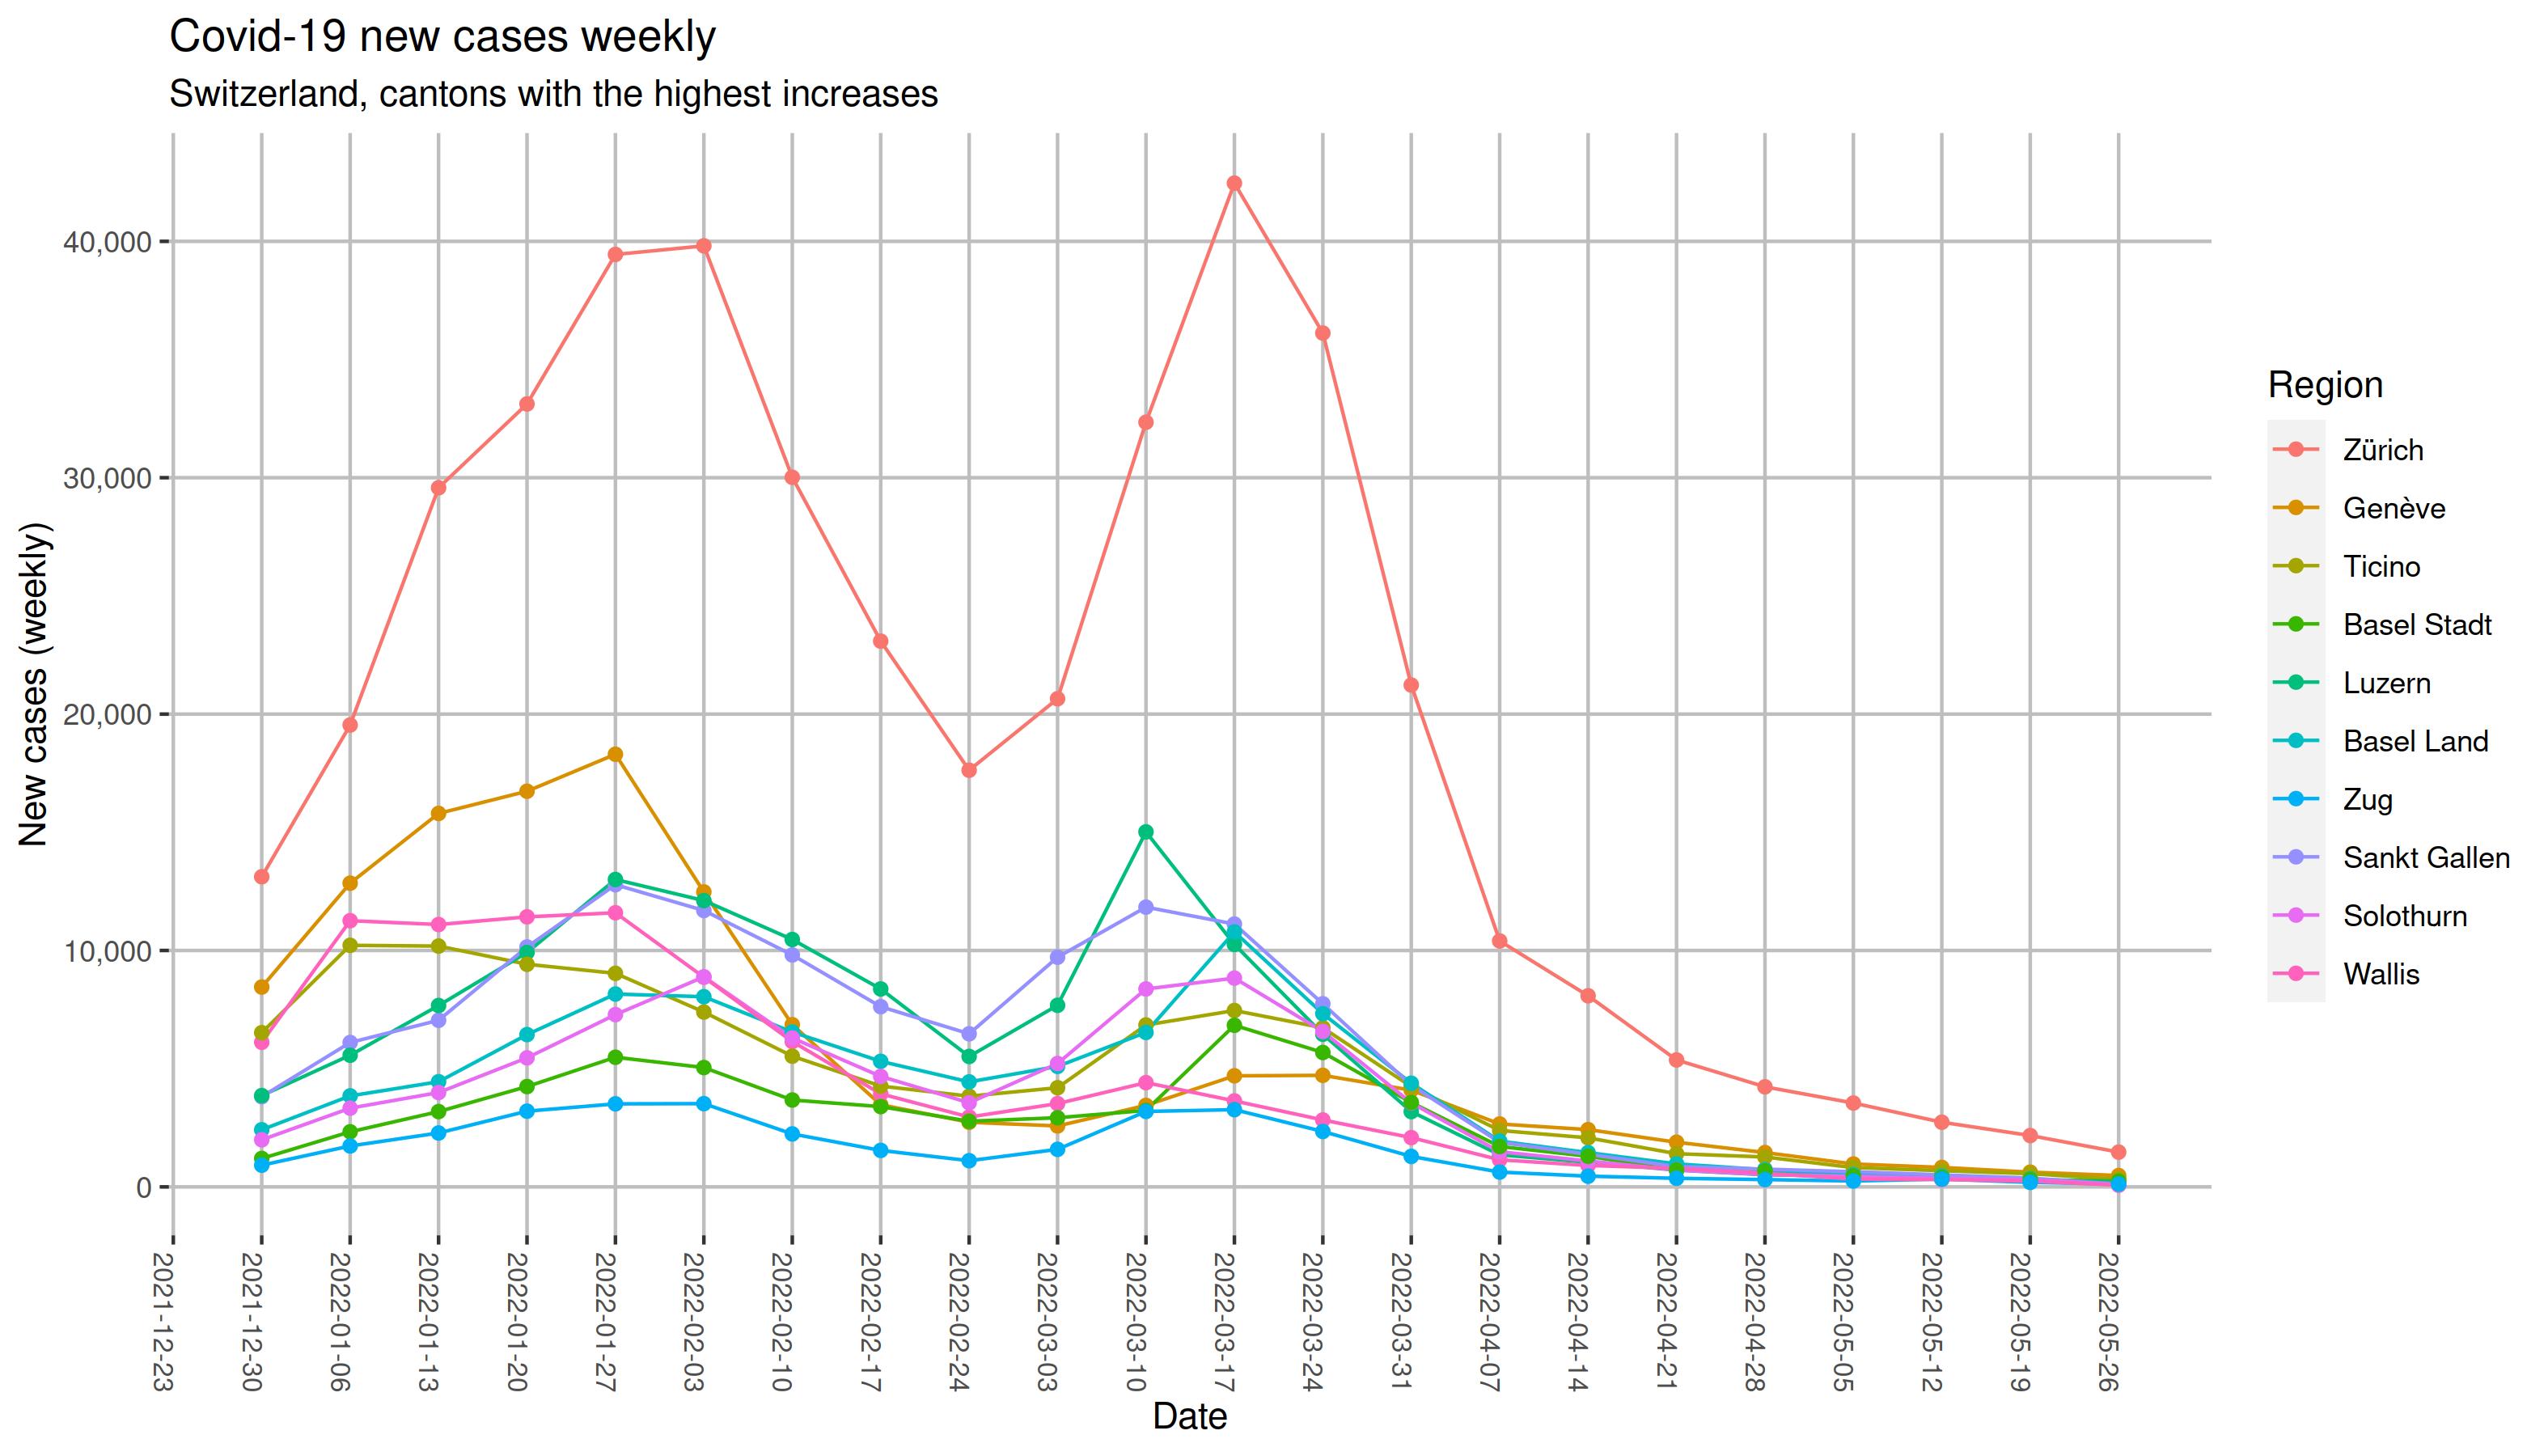 Covid-19 new cases weekly
Switzerland, cantons with the highest increases
New cases (weekly)
40,000
30,000
20,000
10,000
0
2021-12-23
2021-12-30
2022-01-06
2022-01-13
2022-01-20
2022-01-27
2022-02-03
2022-02-10
2022-02-17
2022-02-24
2022-03-03
2022-03-10
2022-03-17
2022-03-24
2022-03-31
2022-04-07
2022-04-14
2022-04-21
2022-04-28
2022-05-05
2022-05-12
2022-05-19
2022-05-26
Date
Region
Zürich
Genève
Ticino
Basel Stadt
Luzern
Basel Land
Zug
Sankt Gallen
Solothurn
Wallis